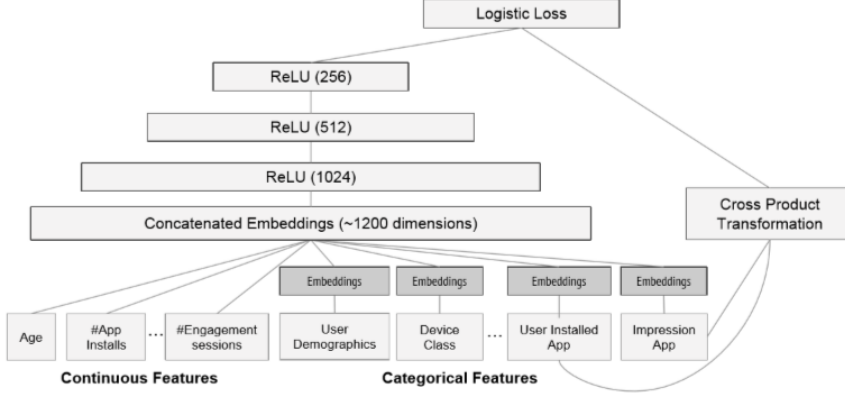 Logistic Loss
ReLU (256)
ReLU (512)
ReLU (1024)
Concatenated Embeddings (~1200 dimensions)
Cross Product
Transformation
Embeddings
Embeddings
Embeddings
Embeddings
Age
#App
Installs
...
#Engagement
sessions
User
Demographics
Device
Class
...
User Installed
App
Impression
App
Continuous Features
Categorical Features